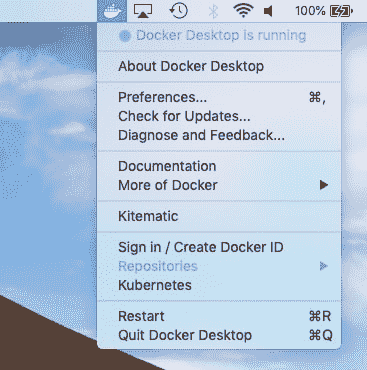 100%
Docker Desktop is running
About Docker Desktop
Preferences... ⌘,
Check for Updates...
Diagnose and Feedback...
Documentation
More of Docker
Kitematic
Sign in / Create Docker ID
Repositories
Kubernetes
Restart ⌘R
Quit Docker Desktop ⌘Q